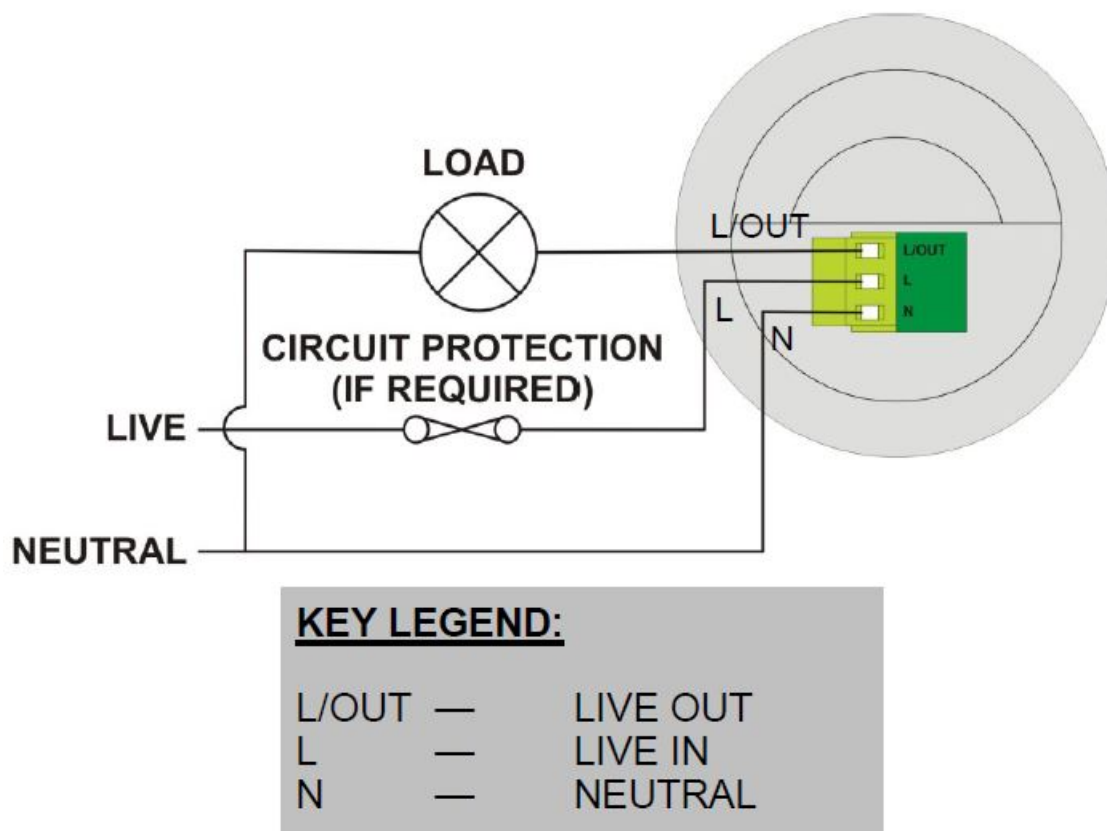 LOAD
L/OUT
L/OUT
L
L
N
N
CIRCUIT PROTECTION
(IF REQUIRED)
LIVE
NEUTRAL
KEY LEGEND:
L/OUT — LIVE OUT
L — LIVE IN
N — NEUTRAL